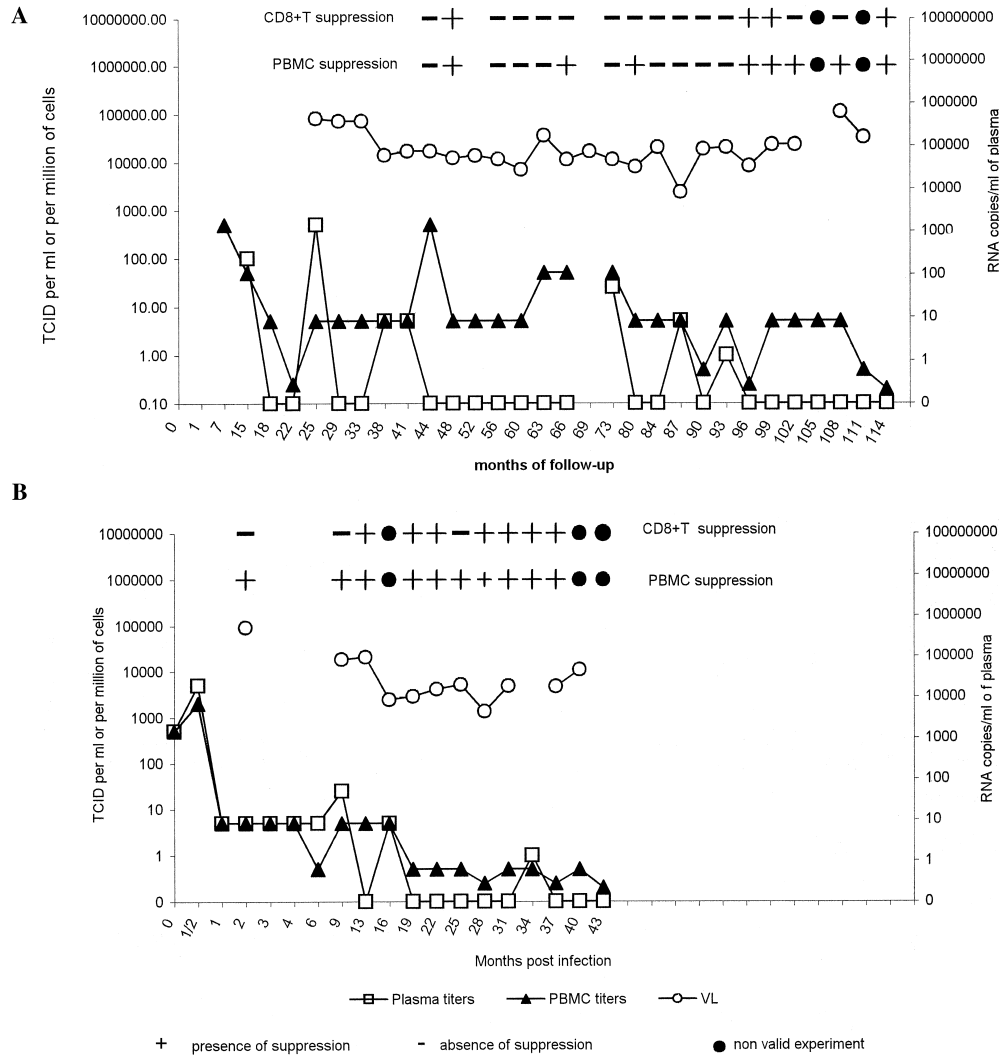 A
CD8+T suppression
PBMC suppression
10000000.00
1000000.00
100000.00
10000.00
1000.00
100.00
10.00
1.00
0.10
TCID per ml or per million of cells
100000000
10000000
1000000
100000
10000
1000
100
10
1
0
RNA copies/ml of plasma
0 1 7 15 18 22 25 29 33 38 41 44 48 52 56 60 63 66 69 73 80 84 87 90 93 96 99 102 105 108 111 114
months of follow-up
B
CD8+T suppression
PBMC suppression
10000000
1000000
100000
10000
1000
100
10
1
0
TCID per ml or per million of cells
100000000
10000000
1000000
100000
10000
1000
100
10
1
0
RNA copies/ml o f plasma
0 1/2 1 2 3 4 6 9 13 16 19 22 25 28 31 34 37 40 43
Months post infection
Plasma titers PBMC titers VL
+ presence of suppression - absence of suppression ● non valid experiment